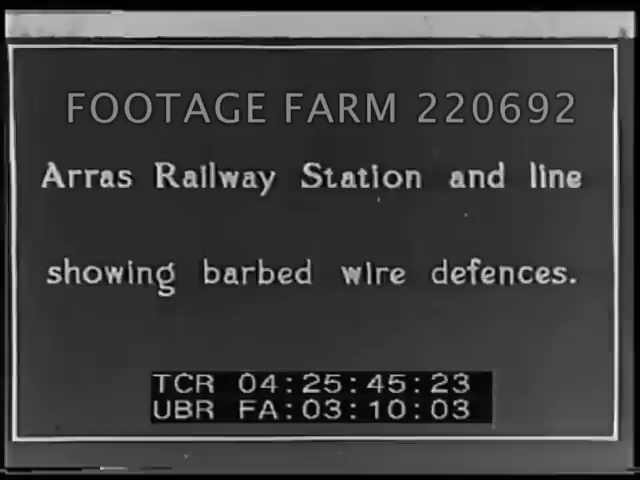 FOOTAGE FARM 220692
Arras Railway Station and line
showing barbed wire defences.
TCR 04:25:45:23
UBR FA:03:10:03